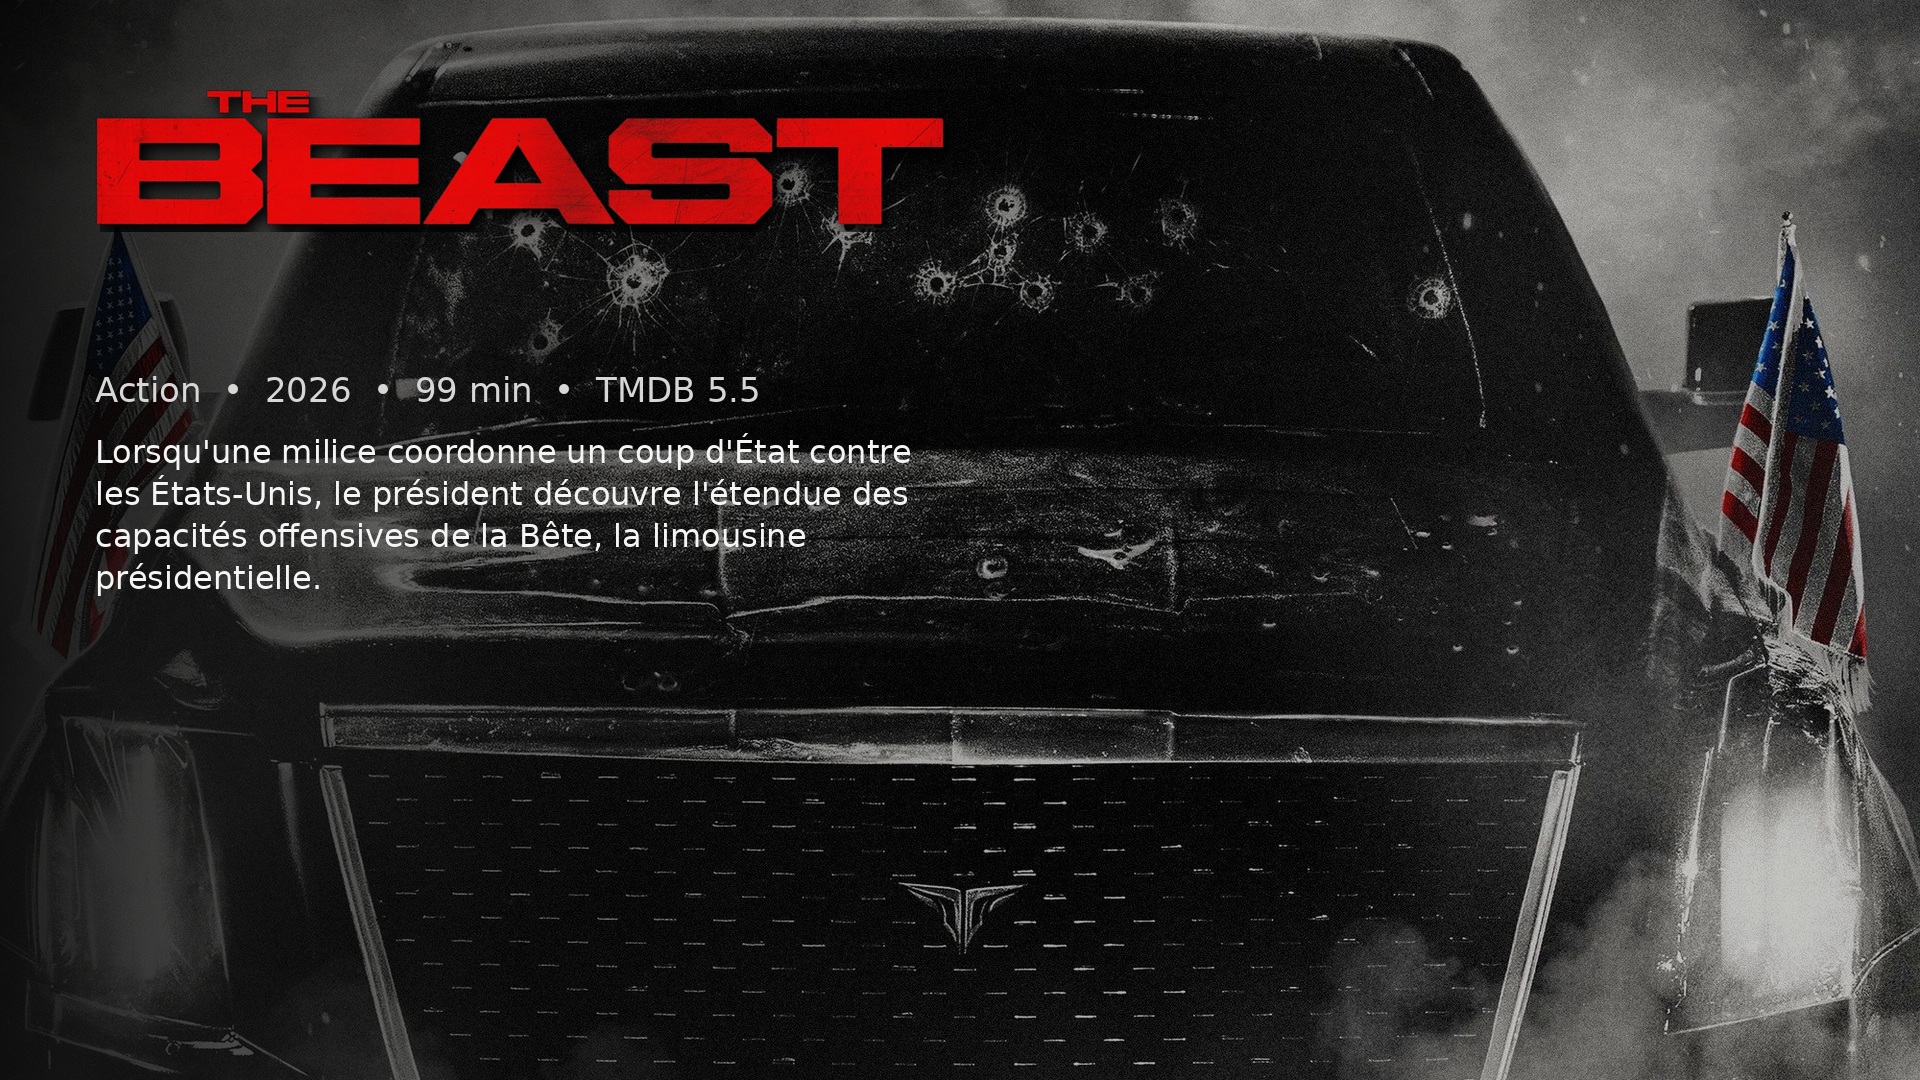 THE
BEAST
Action • 2026 • 99 min • TMDB 5.5
Lorsqu'une milice coordonne un coup d'État contre
les États-Unis, le président découvre l'étendue des
capacités offensives de la Bête, la limousine
présidentielle.